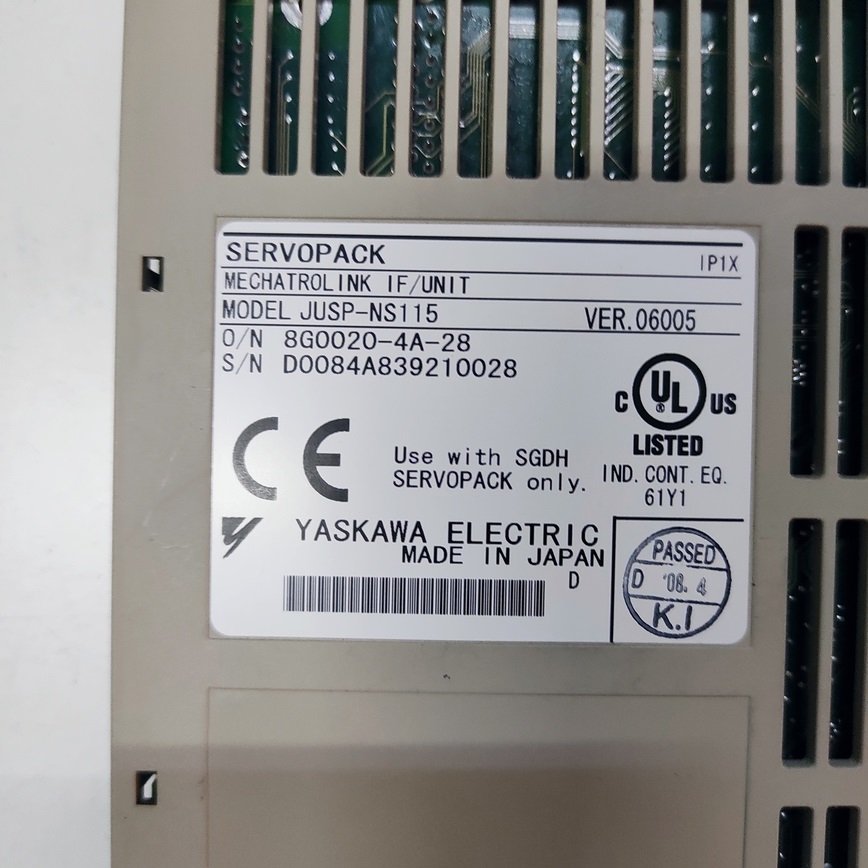 SERVOPACK IP1X
MECHATROLINK IF/UNIT
MODEL JUSP-NS115 VER.06005
O/N 8G0020-4A-28
S/N D0084A839210028
C UL ® US
LISTED
IND. CONT. EQ.
61Y1
CE
Use with SGDH
SERVOPACK only.
YASKAWA ELECTRIC
MADE IN JAPAN
D
PASSED
D '08. 4
K.I